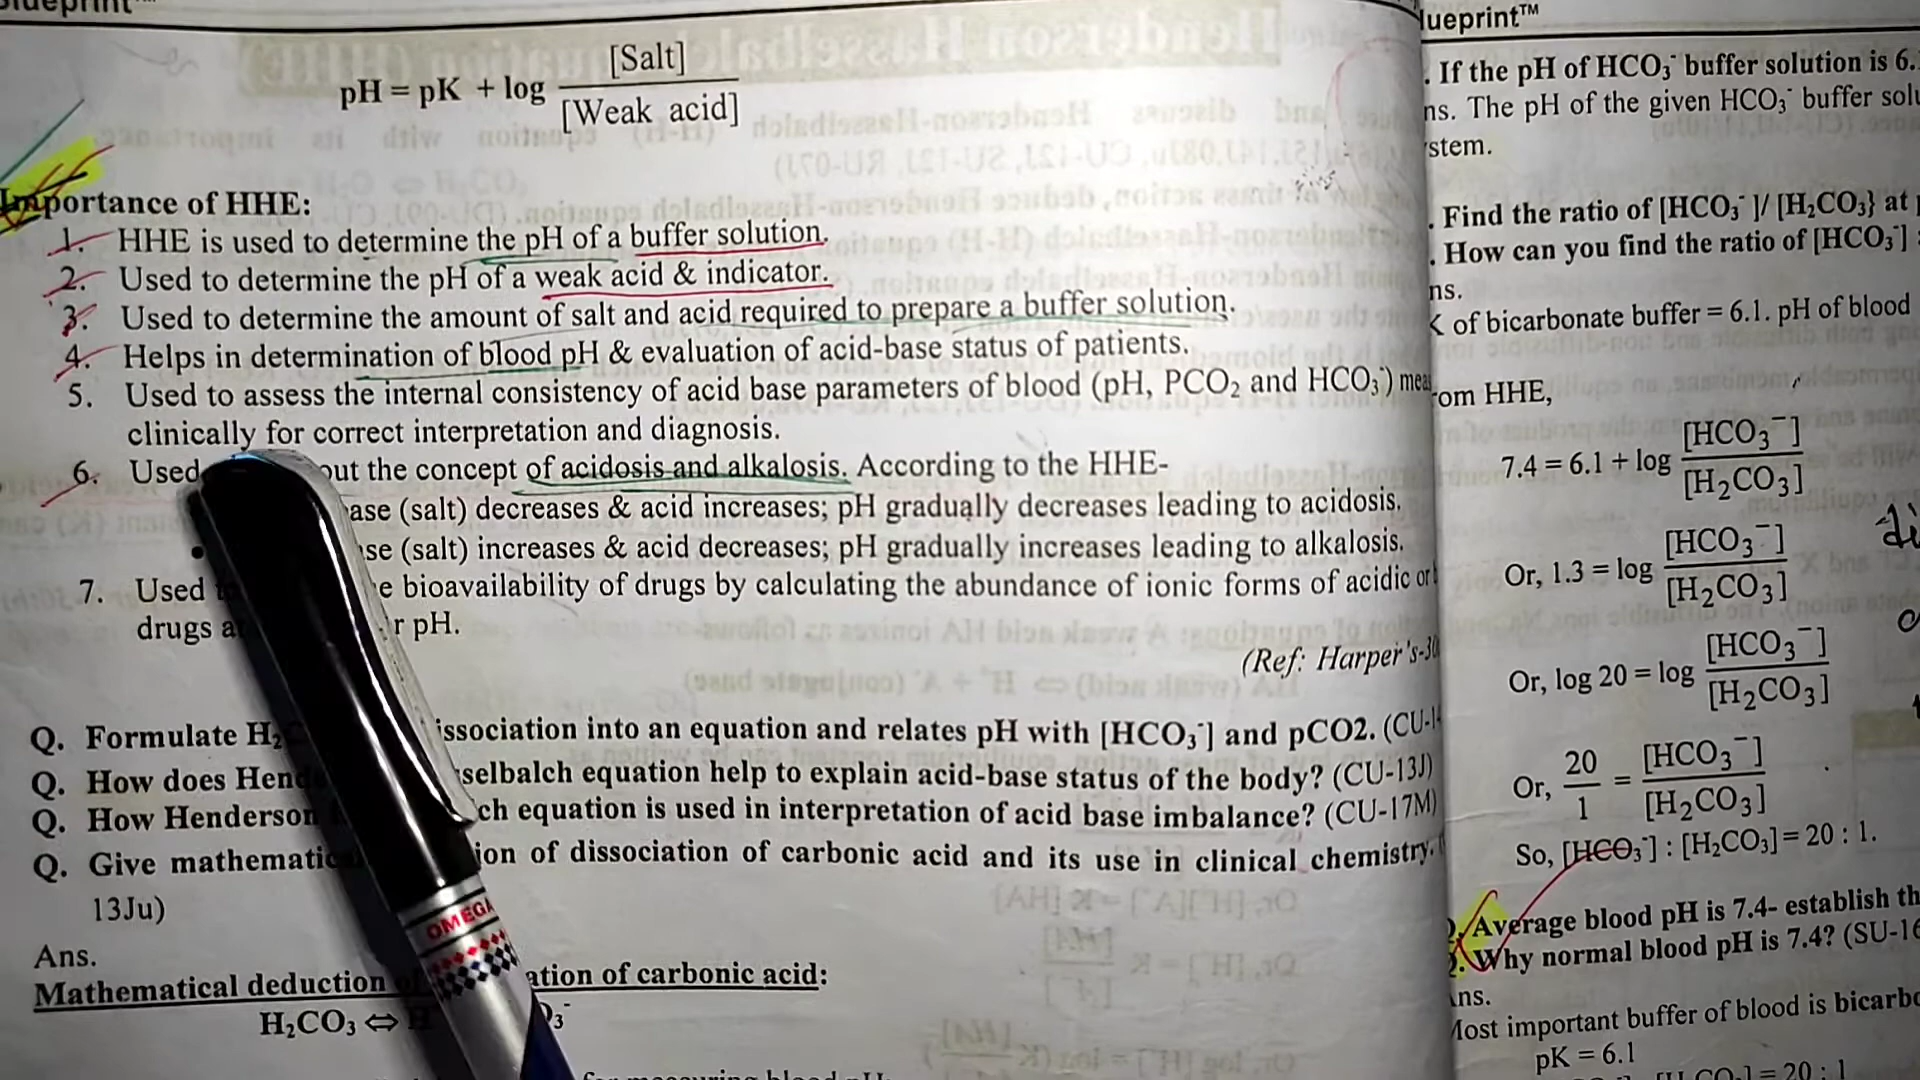 pH = pK + log [Salt] / [Weak acid]
Importance of HHE:
1. HHE is used to determine the pH of a buffer solution.
2. Used to determine the pH of a weak acid & indicator.
3. Used to determine the amount of salt and acid required to prepare a buffer solution.
4. Helps in determination of blood pH & evaluation of acid-base status of patients.
5. Used to assess the internal consistency of acid base parameters of blood (pH, PCO₂ and HCO₃⁻)
clinically for correct interpretation and diagnosis.
6. Used out the concept of acidosis and alkalosis. According to the HHE-
ase (salt) decreases & acid increases; pH gradually decreases leading to acidosis.
• se (salt) increases & acid decreases; pH gradually increases leading to alkalosis.
7. Used e bioavailability of drugs by calculating the abundance of ionic forms of acidic or
drugs r pH.
(Ref: Harper's-30
Q. Formulate H₂ issociation into an equation and relates pH with [HCO₃⁻] and pCO2. (CU-1
Q. How does Hend selbalch equation help to explain acid-base status of the body? (CU-13J)
Q. How Henderson ch equation is used in interpretation of acid base imbalance? (CU-17M)
Q. Give mathematic ion of dissociation of carbonic acid and its use in clinical chemistry.
13Ju)
Ans.
Mathematical deduction ation of carbonic acid:
H₂CO₃ ⇔ H O₃⁻
lueprint™
. If the pH of HCO₃⁻ buffer solution is 6.
ns. The pH of the given HCO₃⁻ buffer solu
stem.
. Find the ratio of [HCO₃⁻]/ [H₂CO₃} at
. How can you find the ratio of [HCO₃⁻]
ns.
K of bicarbonate buffer = 6.1. pH of blood
om HHE,
7.4 = 6.1 + log [HCO₃⁻] / [H₂CO₃]
Or, 1.3 = log [HCO₃⁻] / [H₂CO₃]
Or, log 20 = log [HCO₃⁻] / [H₂CO₃]
Or, 20 / 1 = [HCO₃⁻] / [H₂CO₃]
So, [HCO₃⁻] : [H₂CO₃] = 20 : 1.
Average blood pH is 7.4- establish th
. Why normal blood pH is 7.4? (SU-16
ns.
Most important buffer of blood is bicarbo
pK = 6.1